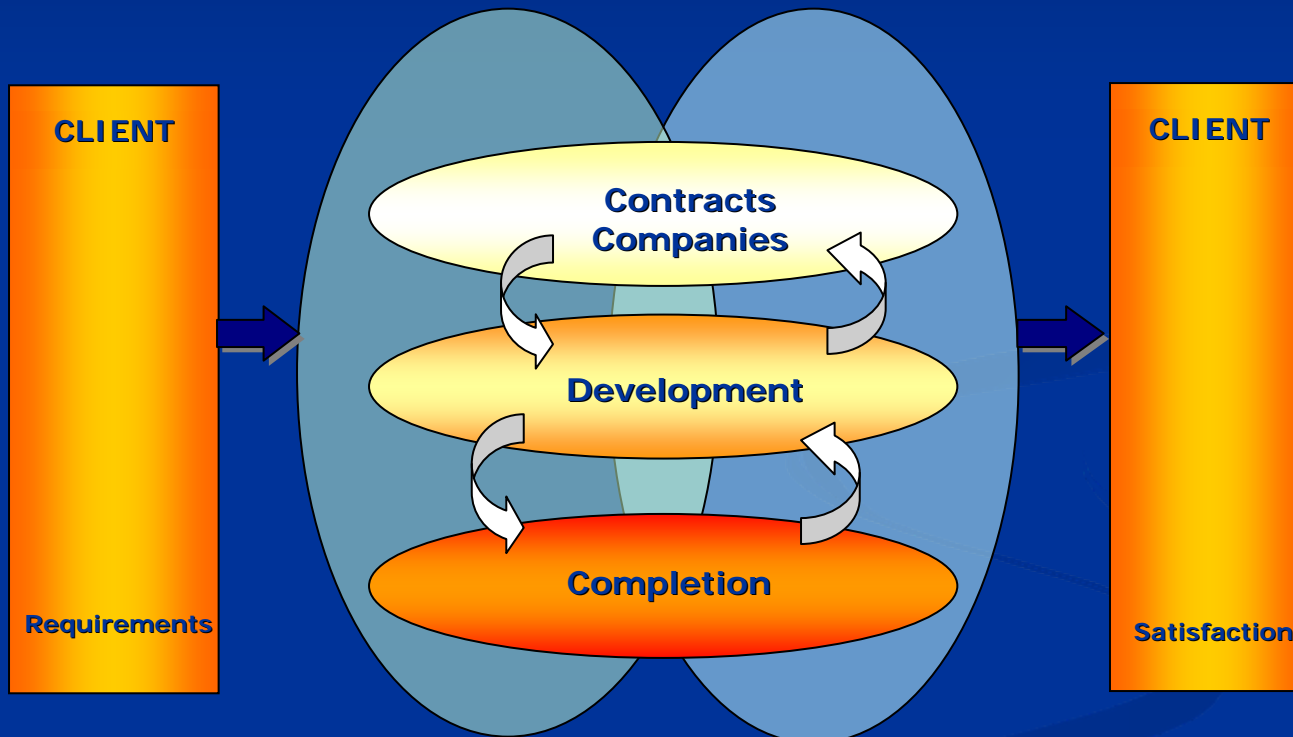 CLIENT
Requirements
Contracts
Companies
Development
Completion
CLIENT
Satisfaction